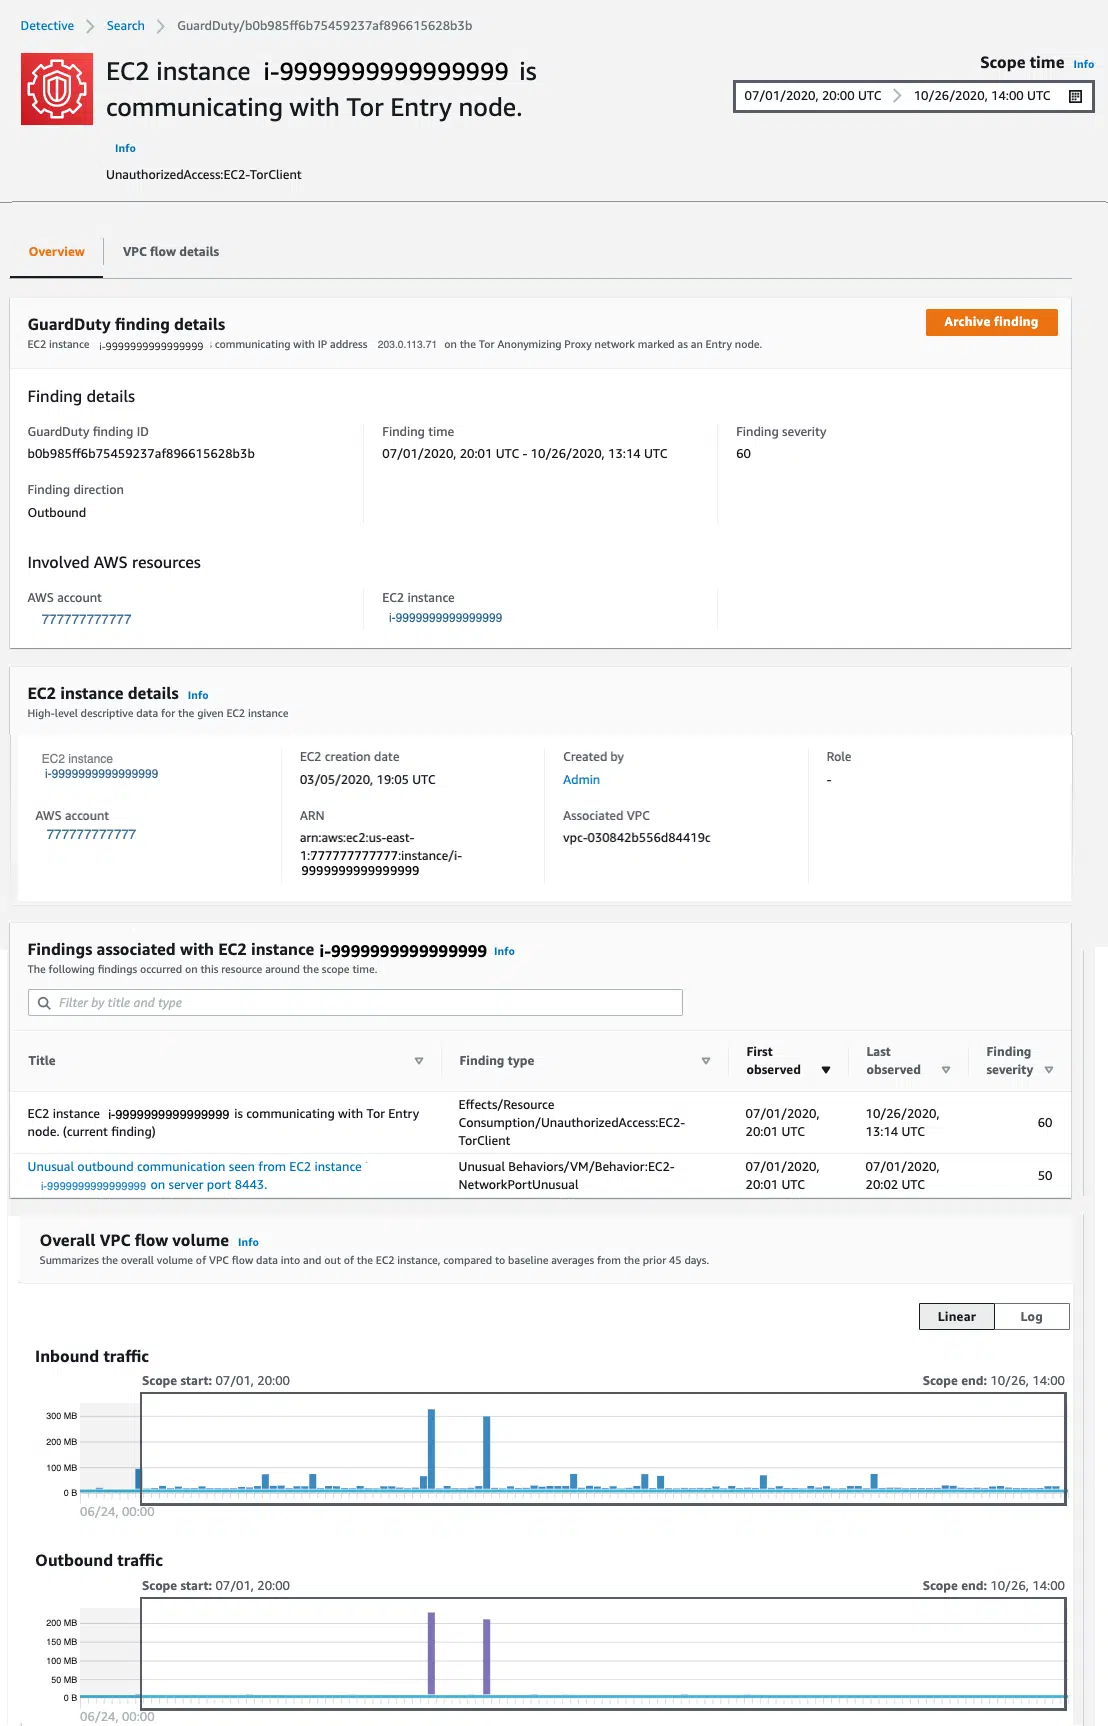 Detective > Search > GuardDuty/b0b985ff6b75459237af896615628b3b
EC2 instance i-9999999999999999 is
communicating with Tor Entry node.
Info
UnauthorizedAccess:EC2-TorClient
Scope time Info
07/01/2020, 20:00 UTC > 10/26/2020, 14:00 UTC
Overview
VPC flow details
GuardDuty finding details
Archive finding
EC2 instance i-9999999999999999 communicating with IP address 203.0.113.71 on the Tor Anonymizing Proxy network marked as an Entry node.
Finding details
GuardDuty finding ID
b0b985ff6b75459237af896615628b3b
Finding time
07/01/2020, 20:01 UTC - 10/26/2020, 13:14 UTC
Finding severity
60
Finding direction
Outbound
Involved AWS resources
AWS account
777777777777
EC2 instance
i-9999999999999999
EC2 instance details Info
High-level descriptive data for the given EC2 instance
EC2 instance
i-9999999999999999
EC2 creation date
03/05/2020, 19:05 UTC
Created by
Admin
Role
-
AWS account
777777777777
ARN
arn:aws:ec2:us-east-
1:777777777777:instance/i-
9999999999999999
Associated VPC
vpc-030842b556d84419c
Findings associated with EC2 instance i-9999999999999999 Info
The following findings occurred on this resource around the scope time.
Filter by title and type
Title
Finding type
First
observed
Last
observed
Finding
severity
EC2 instance i-9999999999999999 is communicating with Tor Entry
node. (current finding)
Effects/Resource
Consumption/UnauthorizedAccess:EC2-
TorClient
07/01/2020,
20:01 UTC
10/26/2020,
13:14 UTC
60
Unusual outbound communication seen from EC2 instance
i-9999999999999999 on server port 8443.
Unusual Behaviors/VM/Behavior:EC2-
NetworkPortUnusual
07/01/2020,
20:01 UTC
07/01/2020,
20:02 UTC
50
Overall VPC flow volume Info
Summarizes the overall volume of VPC flow data into and out of the EC2 instance, compared to baseline averages from the prior 45 days.
Linear
Log
Inbound traffic
Scope start: 07/01, 20:00
Scope end: 10/26, 14:00
300 MB
200 MB
100 MB
0 B
06/24, 00:00
Outbound traffic
Scope start: 07/01, 20:00
Scope end: 10/26, 14:00
200 MB
150 MB
100 MB
50 MB
0 B
06/24, 00:00